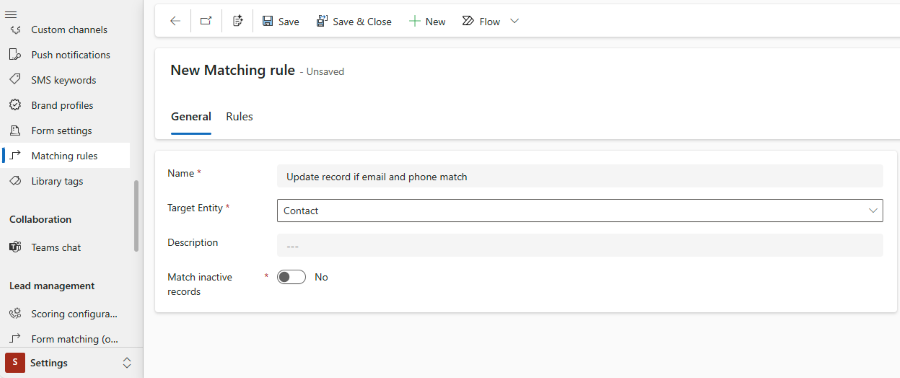 Custom channels
Push notifications
SMS keywords
Brand profiles
Form settings
Matching rules
Library tags
Collaboration
Teams chat
Lead management
Scoring configura...
Form matching (o...
S Settings
Save Save & Close New Flow
New Matching rule - Unsaved
General Rules
Name * Update record if email and phone match
Target Entity * Contact
Description ---
Match inactive * No
records